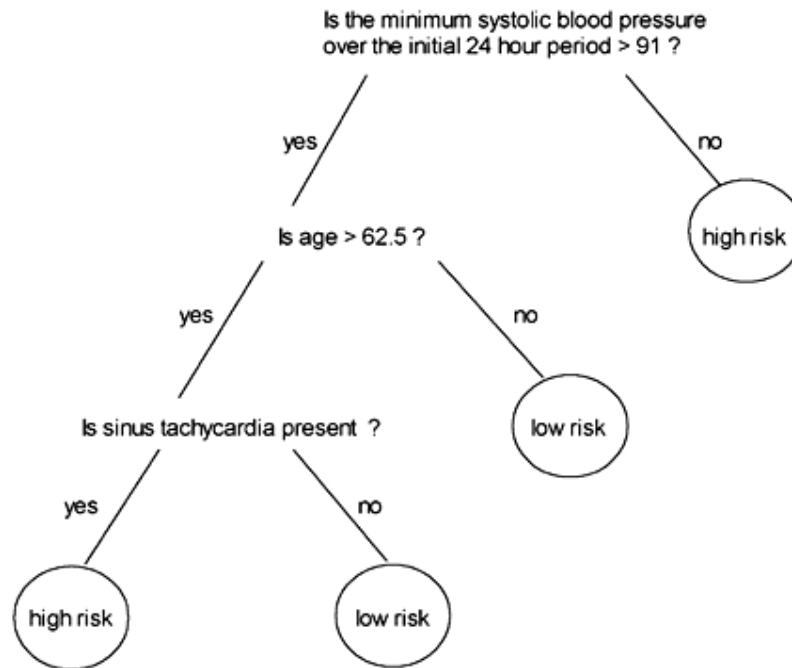 Is the minimum systolic blood pressure
over the initial 24 hour period > 91 ?
yes
no
Is age > 62.5 ?
high risk
yes
no
Is sinus tachycardia present ?
low risk
yes
no
high risk
low risk